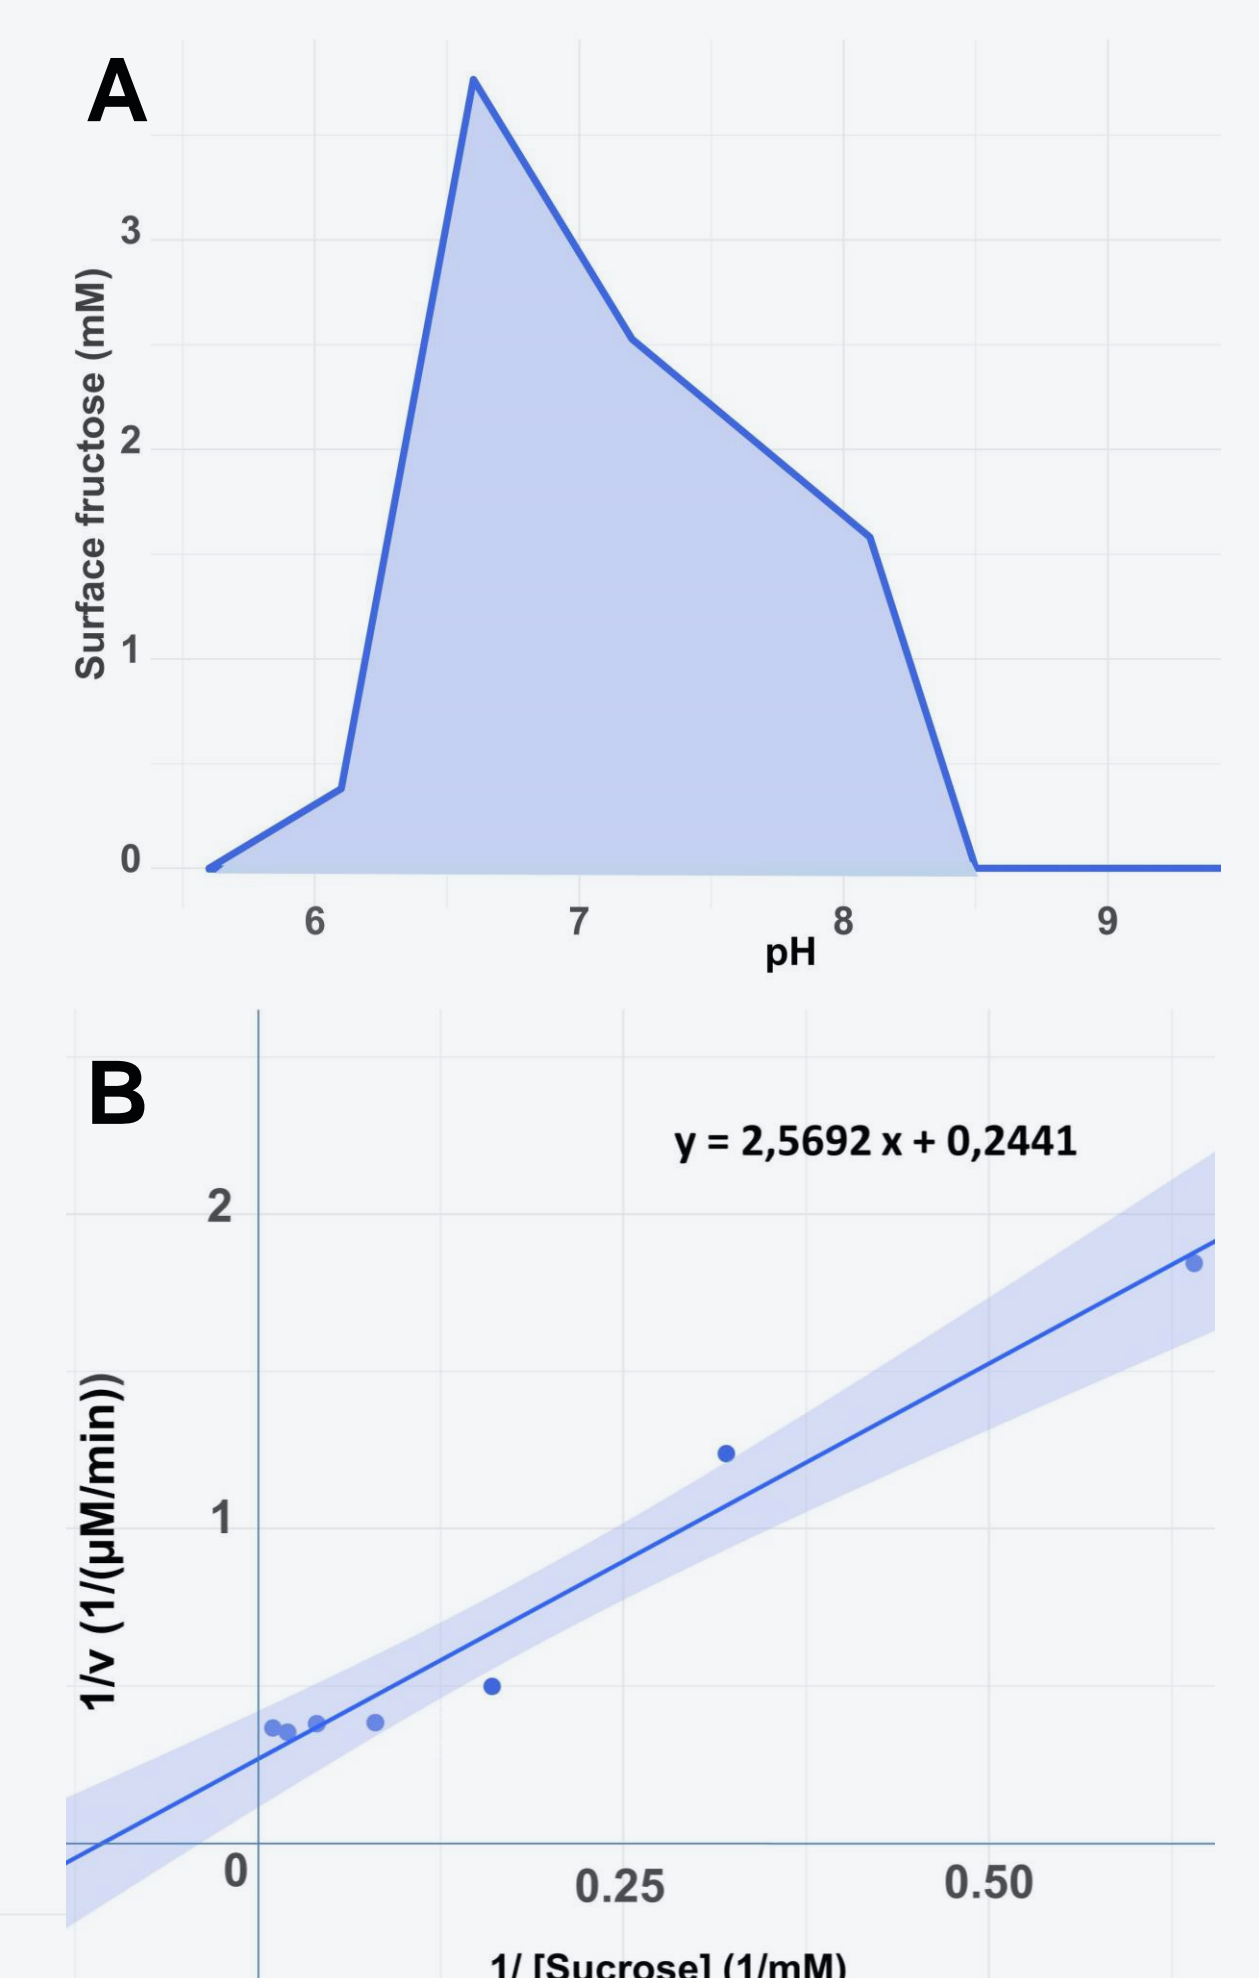 A
3
2
1
0
Surface fructose (mM)
6 7 8 9
pH
B
y = 2,5692 x + 0,2441
2
1
1/v (1/(µM/min))
0 0.25 0.50
1/ [Sucrose] (1/mM)